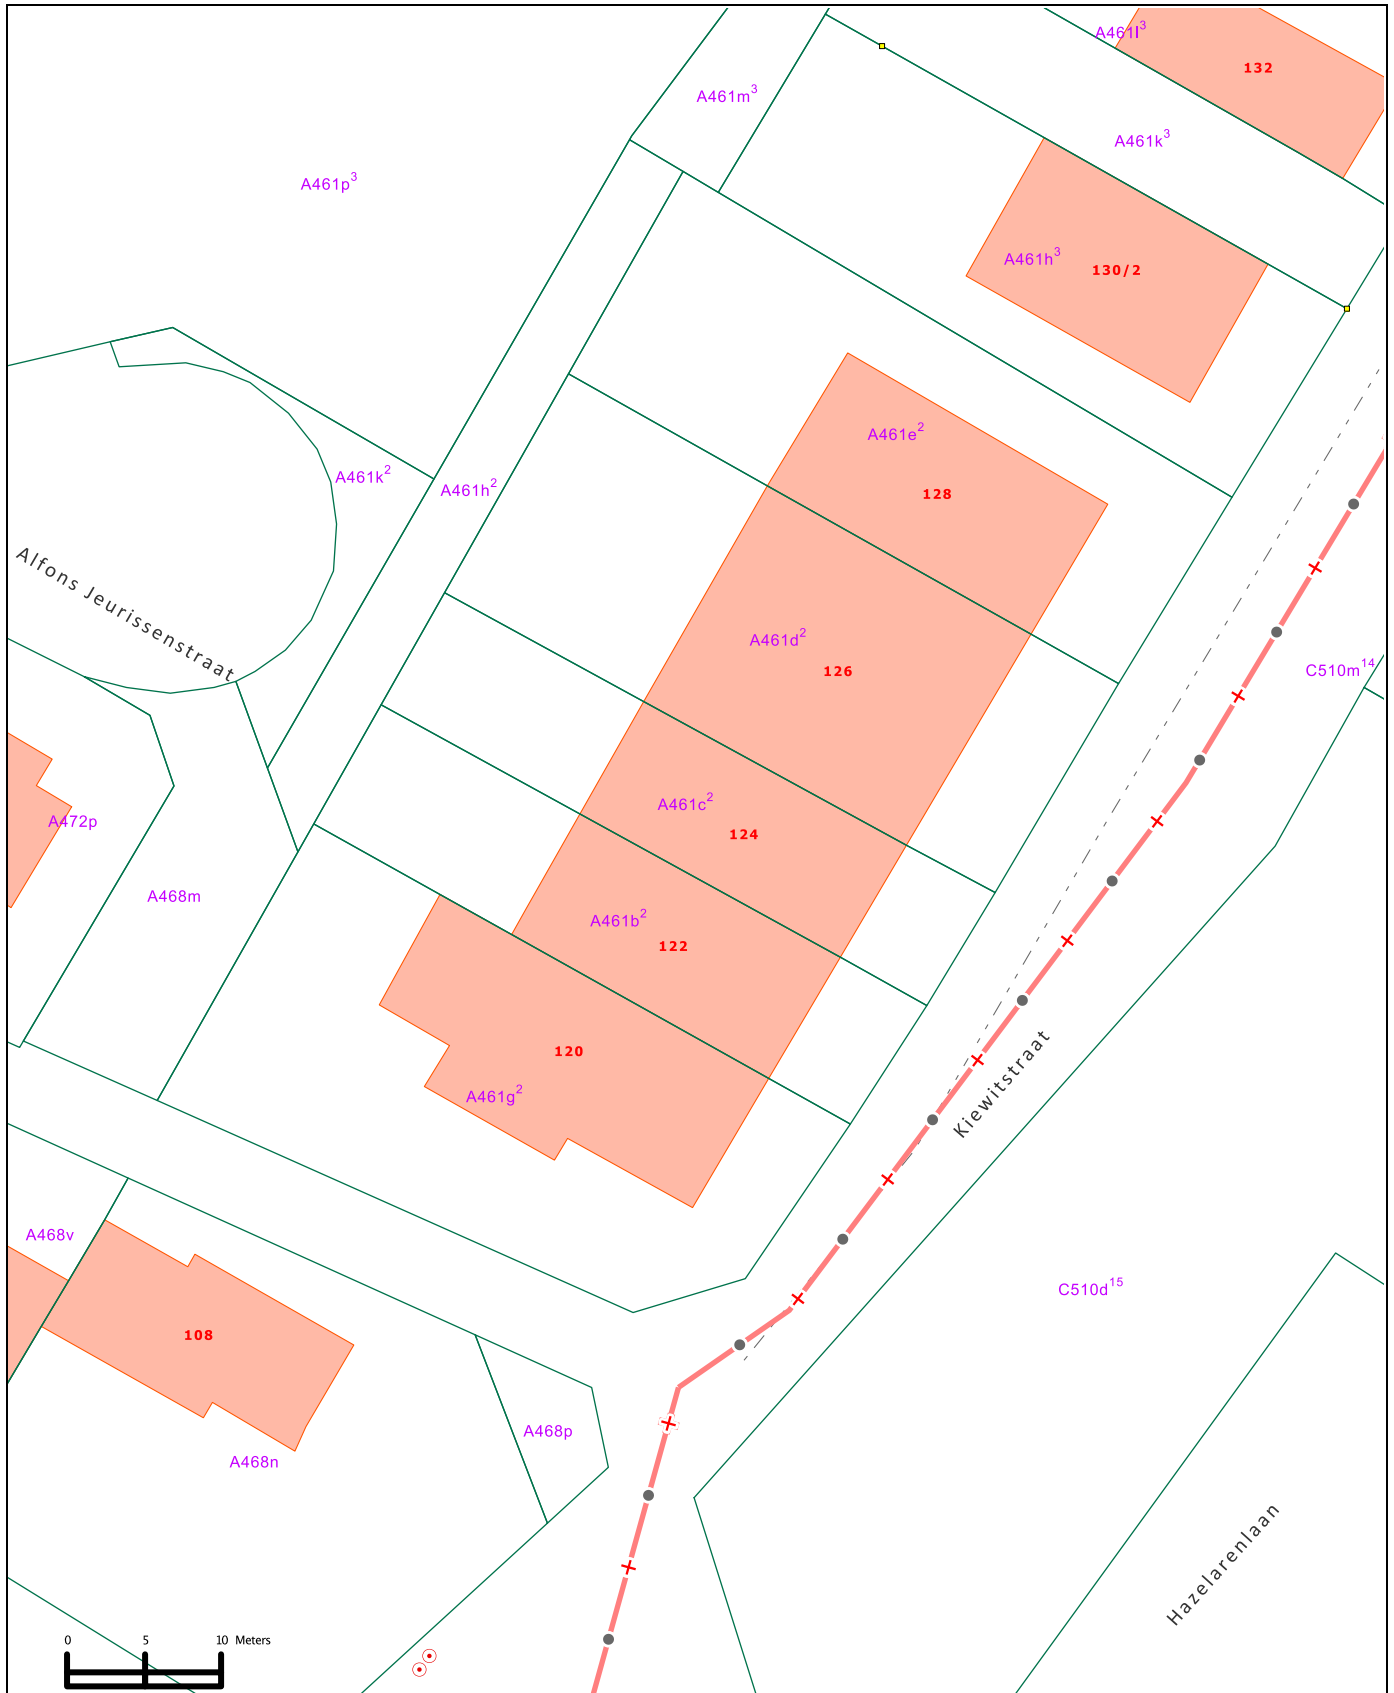 A461l³
132
A461m³
A461k³
A461p³
A461h³
130/2
A461e²
A461k²
A461h²
128
Alfons Jeurissenstraat
A461d²
126
C510m¹⁴
A461c²
A472p
124
A468m
A461b²
122
120
Kiewitstraat
A461g²
A468v
C510d¹⁵
108
A468p
A468n
Hazelarenlaan
0 5 10 Meters